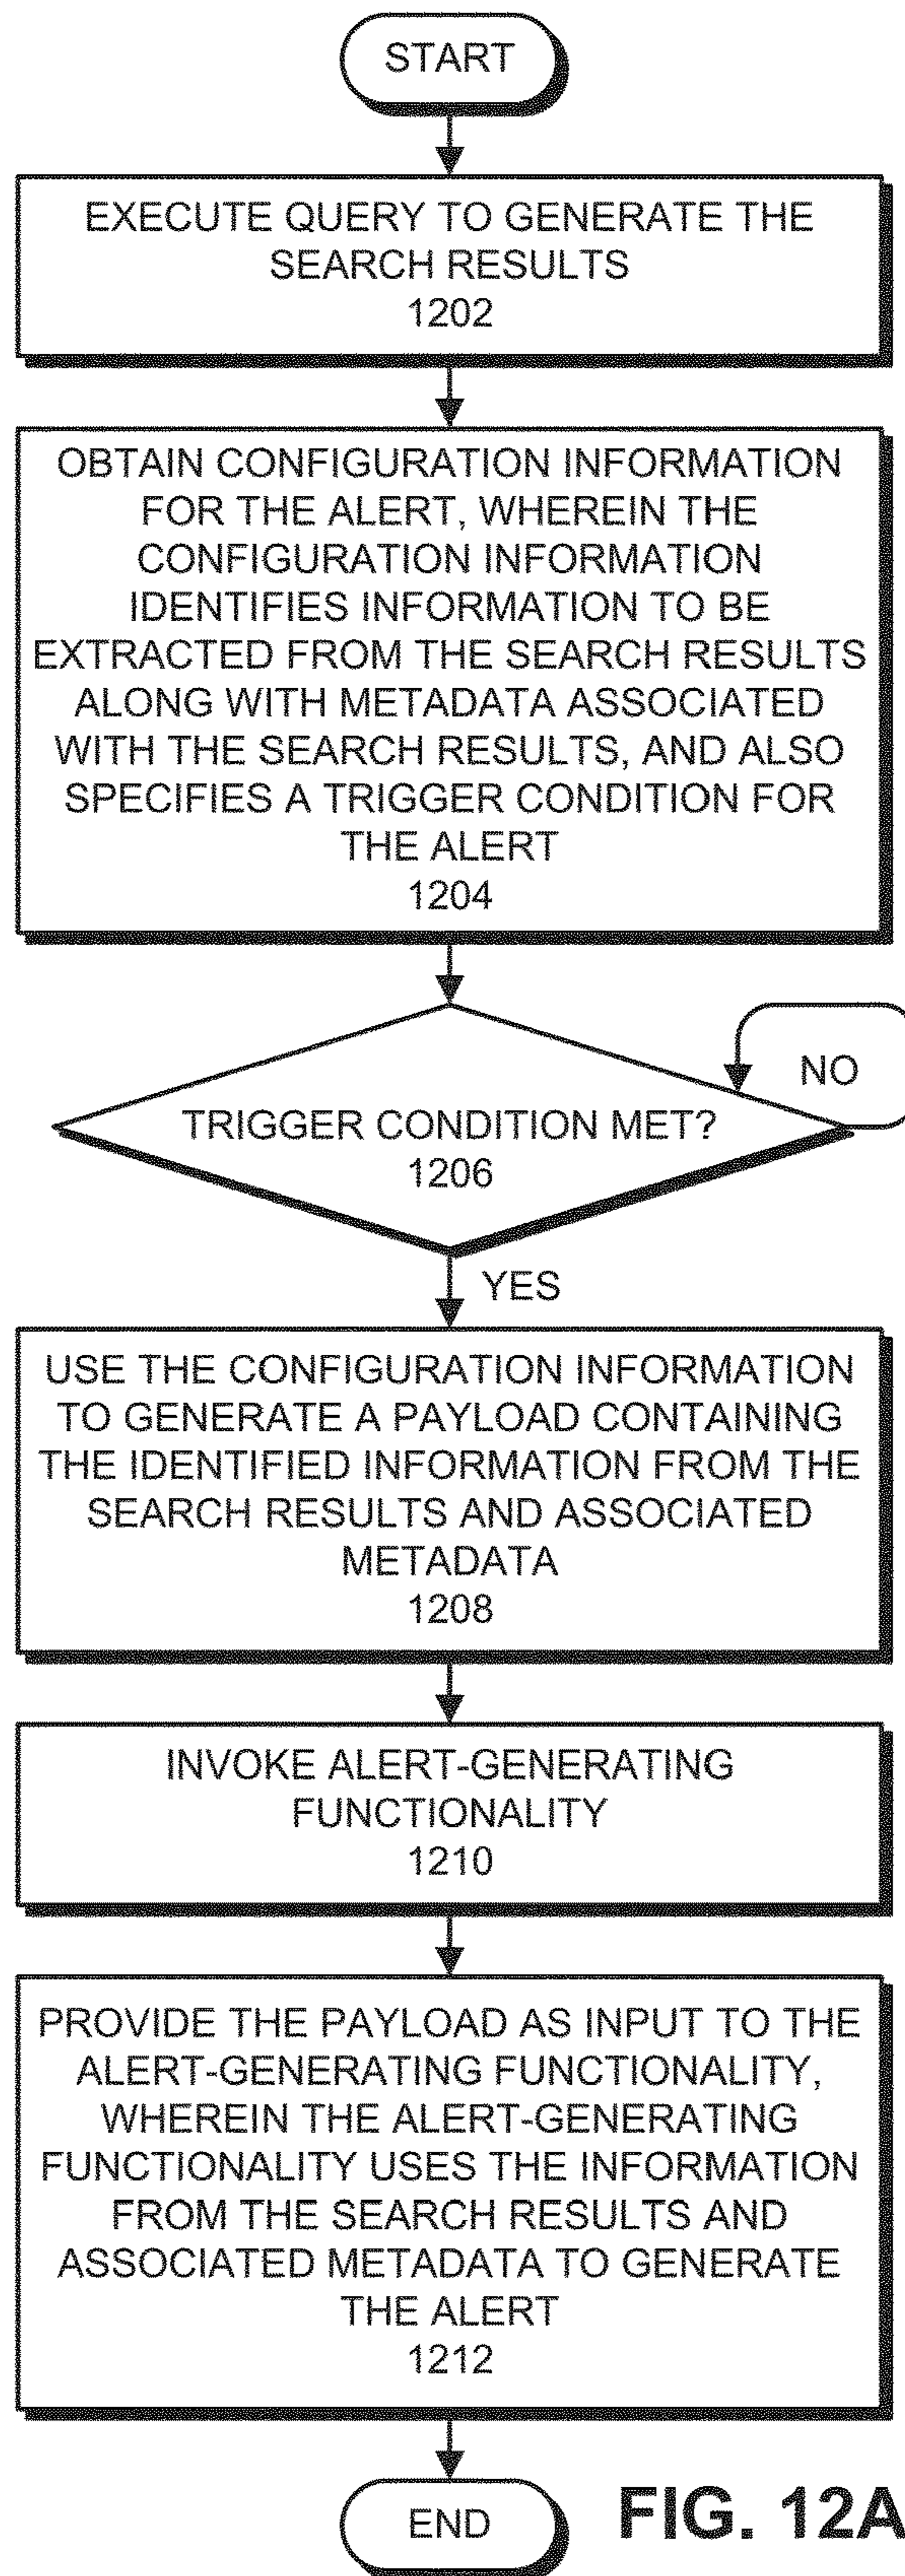 START
EXECUTE QUERY TO GENERATE THE
SEARCH RESULTS
1202
OBTAIN CONFIGURATION INFORMATION
FOR THE ALERT, WHEREIN THE
CONFIGURATION INFORMATION
IDENTIFIES INFORMATION TO BE
EXTRACTED FROM THE SEARCH RESULTS
ALONG WITH METADATA ASSOCIATED
WITH THE SEARCH RESULTS, AND ALSO
SPECIFIES A TRIGGER CONDITION FOR
THE ALERT
1204
NO
TRIGGER CONDITION MET?
1206
YES
USE THE CONFIGURATION INFORMATION
TO GENERATE A PAYLOAD CONTAINING
THE IDENTIFIED INFORMATION FROM THE
SEARCH RESULTS AND ASSOCIATED
METADATA
1208
INVOKE ALERT-GENERATING
FUNCTIONALITY
1210
PROVIDE THE PAYLOAD AS INPUT TO THE
ALERT-GENERATING FUNCTIONALITY,
WHEREIN THE ALERT-GENERATING
FUNCTIONALITY USES THE INFORMATION
FROM THE SEARCH RESULTS AND
ASSOCIATED METADATA TO GENERATE
THE ALERT
1212
END
FIG. 12A